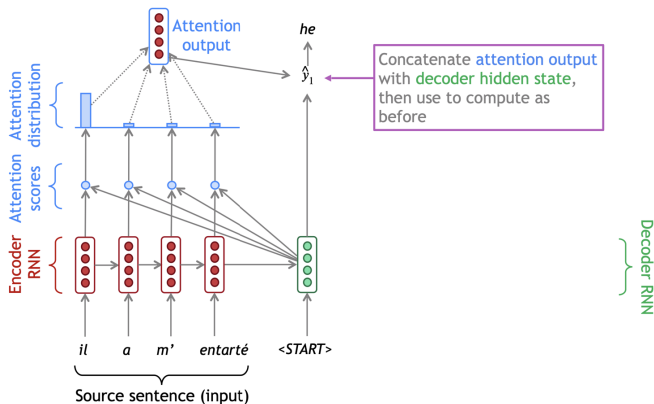 Attention
output
he
ŷ1
Concatenate attention output
with decoder hidden state,
then use to compute as
before
Attention
distribution
Attention
scores
Encoder
RNN
Decoder RNN
il a m' entarté <START>
Source sentence (input)